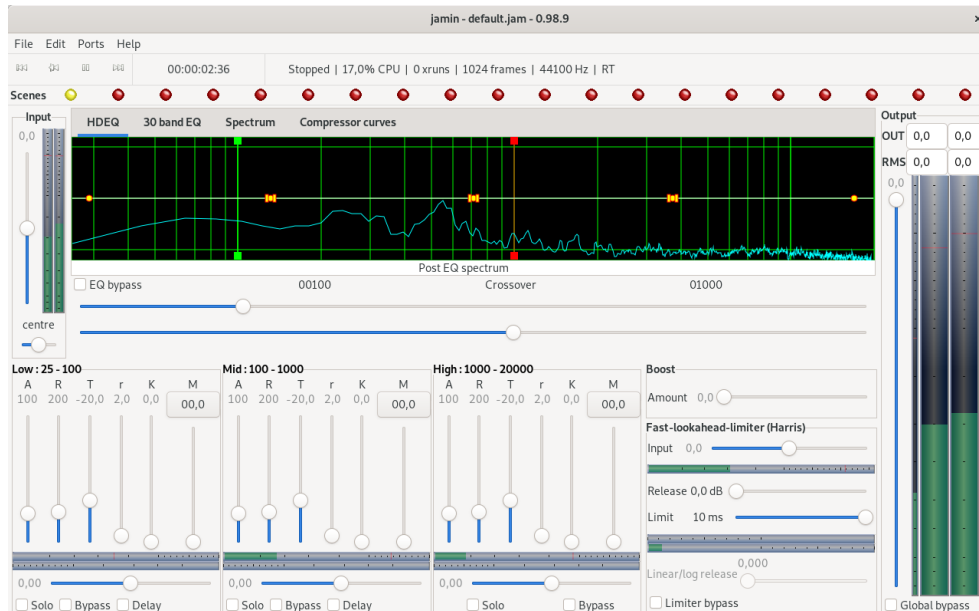 jamin - default.jam - 0.98.9
File Edit Ports Help
00:00:02:36 Stopped | 17,0% CPU | 0 xruns | 1024 frames | 44100 Hz | RT
Scenes
Input
0,0
centre
HDEQ 30 band EQ Spectrum Compressor curves
Post EQ spectrum
EQ bypass 00100 Crossover 01000
Output
OUT 0,0 0,0
RMS 0,0 0,0
0,0
Low : 25 - 100
A R T r K M
100 200 -20,0 2,0 0,0 00,0
0,00
Solo Bypass Delay
Mid : 100 - 1000
A R T r K M
100 200 -20,0 2,0 0,0 00,0
0,00
Solo Bypass Delay
High : 1000 - 20000
A R T r K M
100 200 -20,0 2,0 0,0 00,0
0,00
Solo Bypass
Boost
Amount 0,0
Fast-lookahead-limiter (Harris)
Input 0,0
Release 0,0 dB
Limit 10 ms
0,000
Linear/log release
Limiter bypass
Global bypass